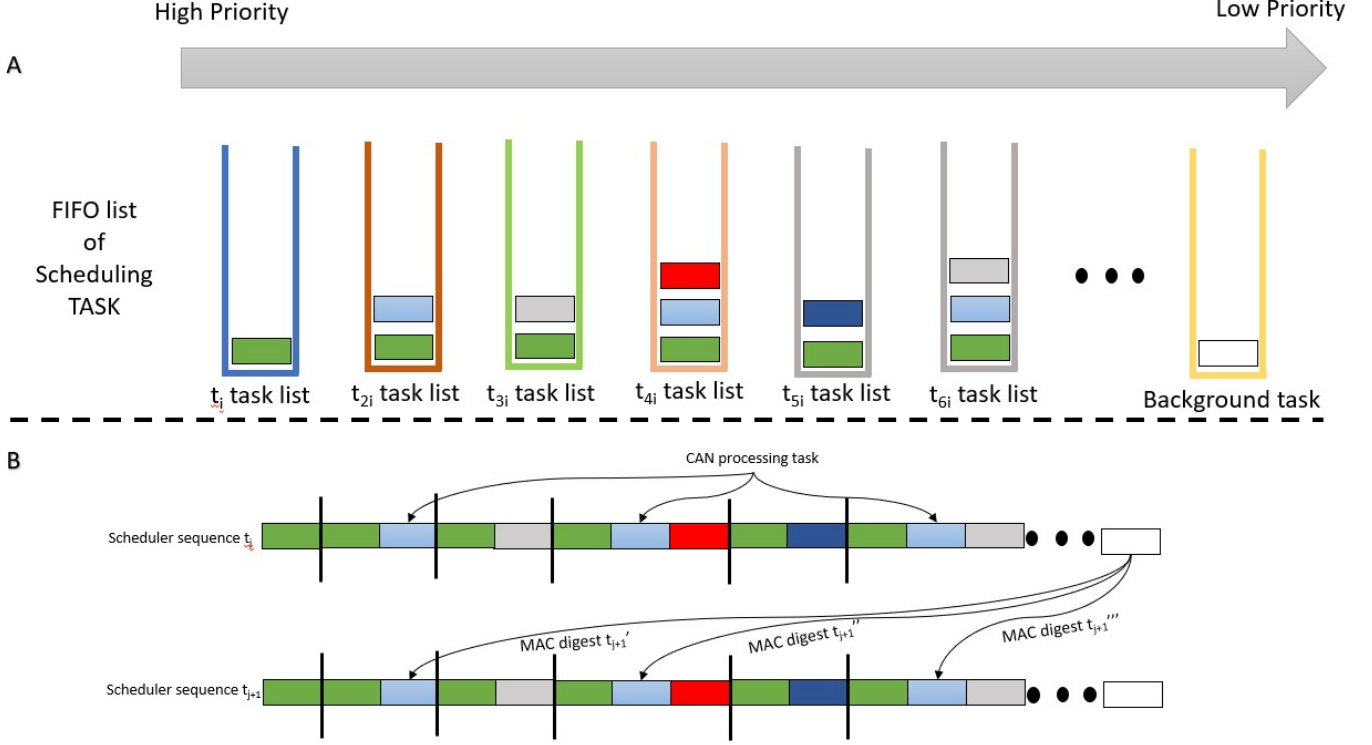 High Priority
Low Priority
A
FIFO list
of
Scheduling
TASK
tᵢ task list
t₂ᵢ task list
t₃ᵢ task list
t₄ᵢ task list
t₅ᵢ task list
t₆ᵢ task list
Background task
B
CAN processing task
Scheduler sequence tⱼ
MAC digest tⱼ₊₁'
MAC digest tⱼ₊₁''
MAC digest tⱼ₊₁'''
Scheduler sequence tⱼ₊₁